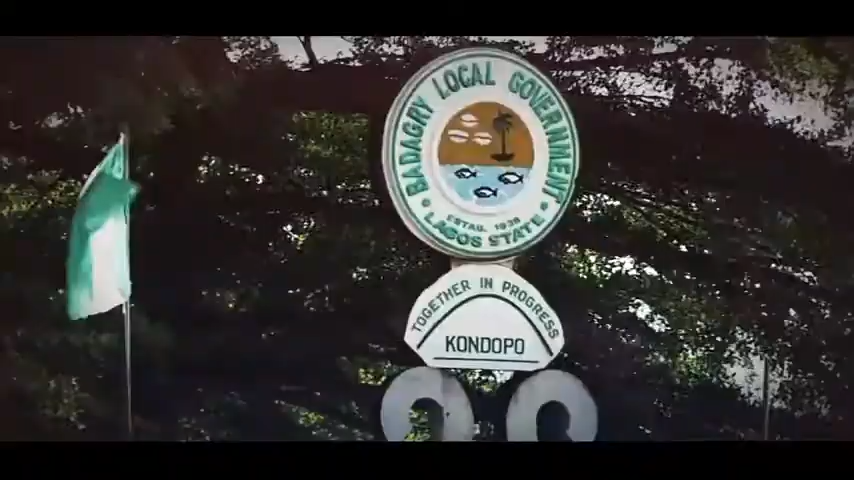 BADAGRY LOCAL GOVERNMENT
ESTAB. 1938
LAGOS STATE
TOGETHER IN PROGRESS
KONDOPO